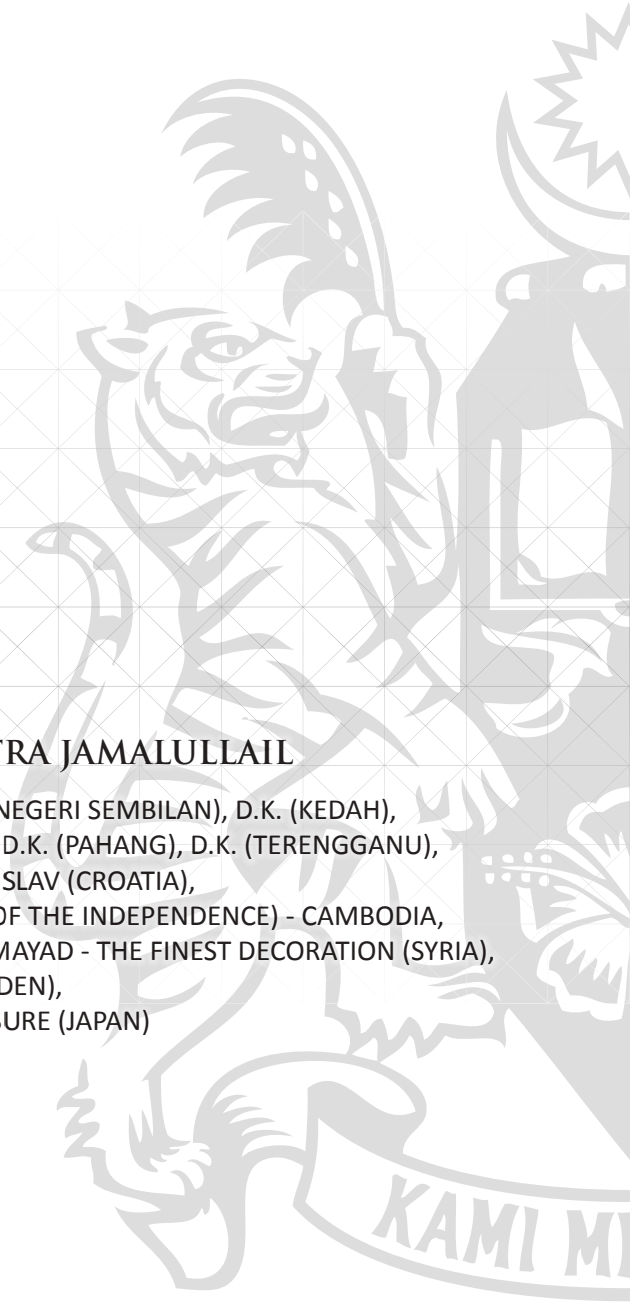 TRA JAMALULLAIL
NEGERI SEMBILAN), D.K. (KEDAH),
D.K. (PAHANG), D.K. (TERENGGANU),
SLAV (CROATIA),
OF THE INDEPENDENCE) - CAMBODIA,
MAYAD - THE FINEST DECORATION (SYRIA),
DEN),
BURE (JAPAN)
KAMI M